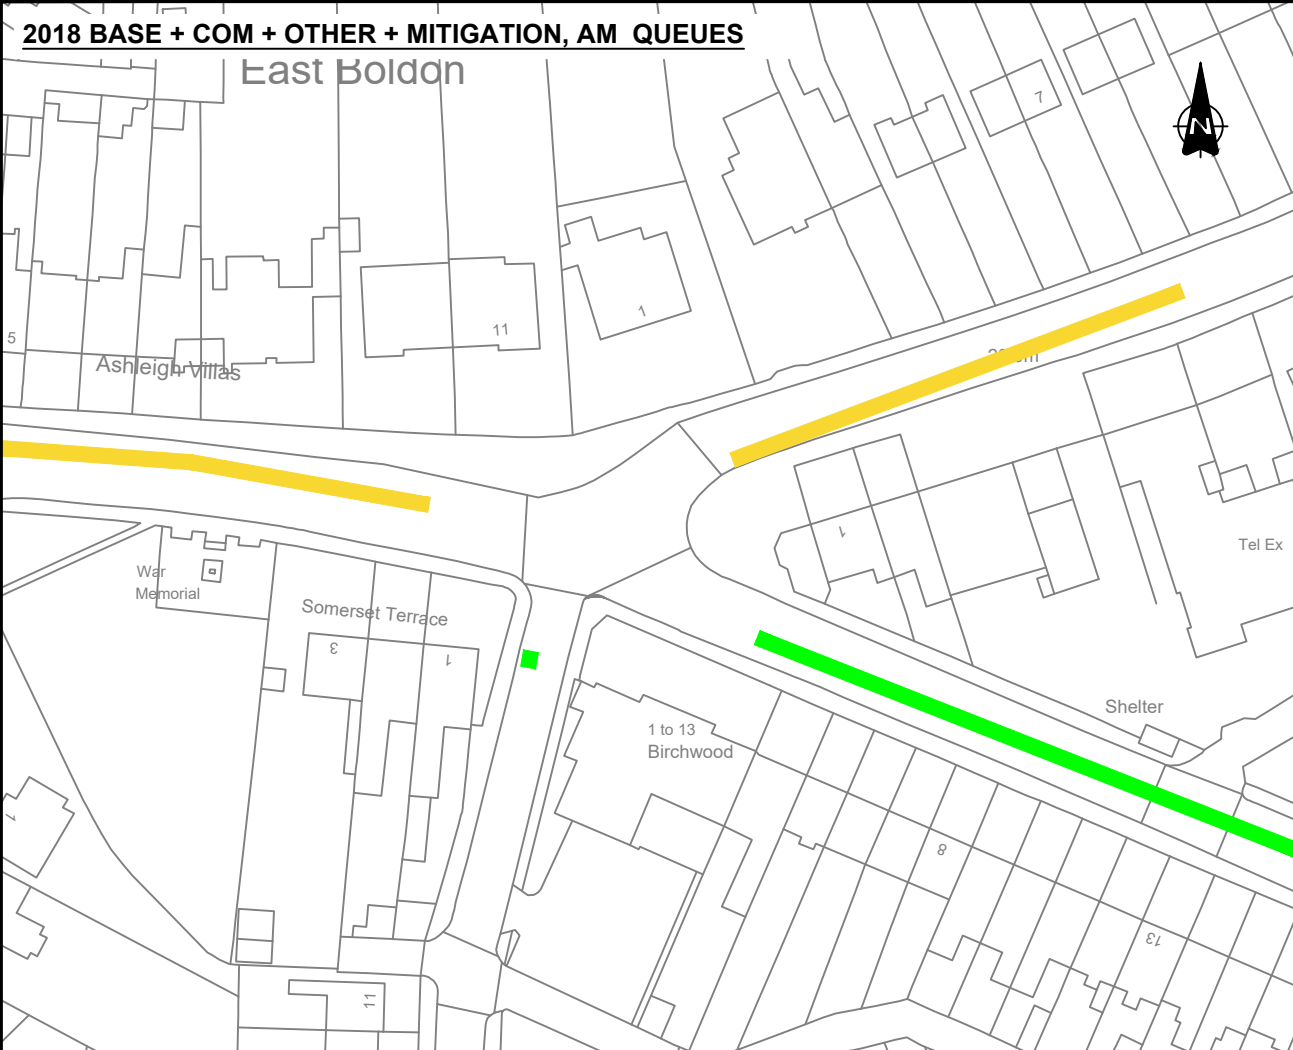 2018 BASE + COM + OTHER + MITIGATION, AM QUEUES
East Boldon
7
N
5
11
1
Ashleigh Villas
1
Tel Ex
War
Memorial
Somerset Terrace
3
1
Shelter
1 to 13
Birchwood
1
8
13
11